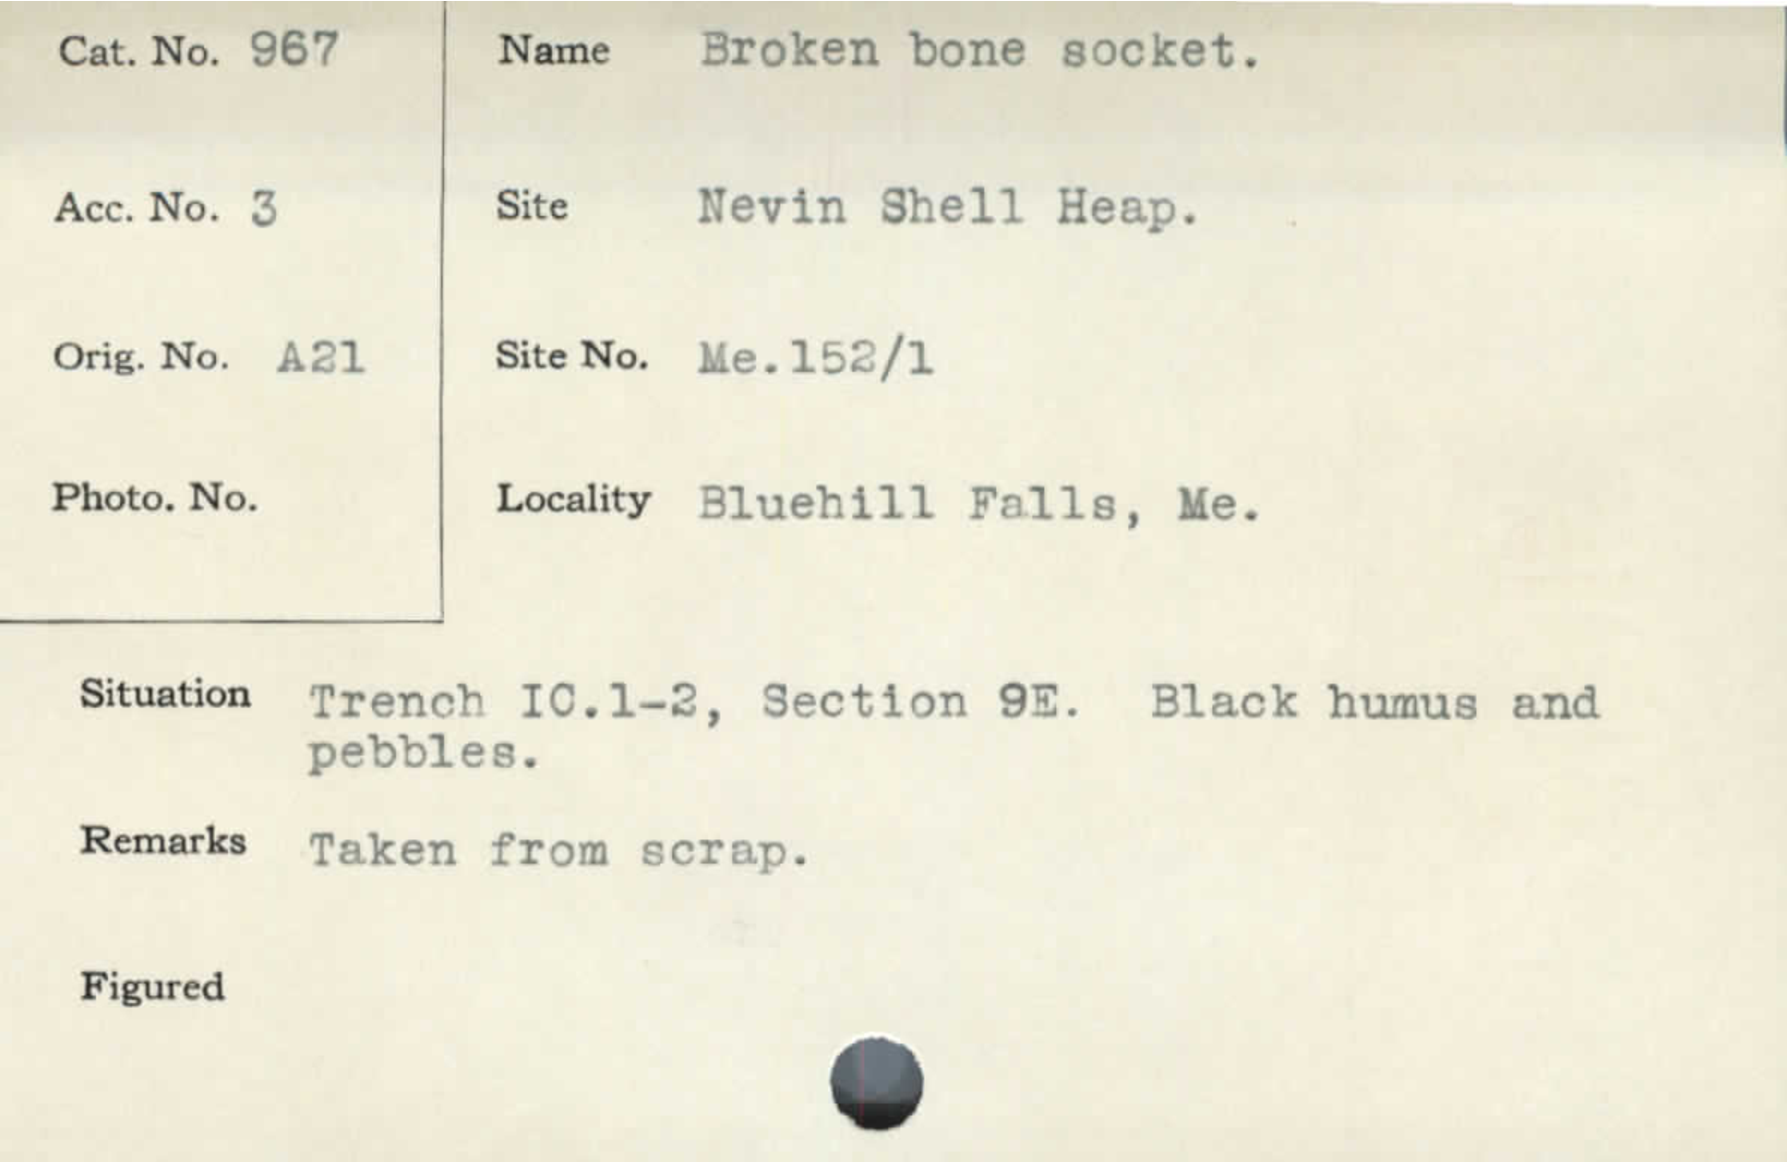 Cat. No. 967 Name Broken bone socket.
Acc. No. 3 Site Nevin Shell Heap.
Orig. No. A21 Site No. Me.152/1
Photo. No. Locality Bluehill Falls, Me.
Situation Trench IC.1-2, Section 9E. Black humus and
pebbles.
Remarks Taken from scrap.
Figured